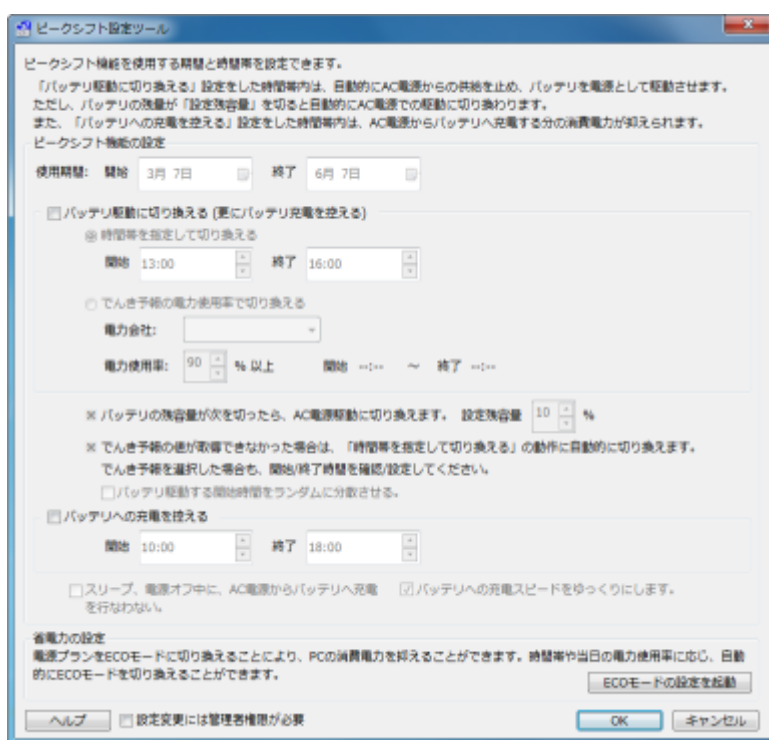 ピークシフト設定ツール
ピークシフト機能を使用する期間と時間帯を設定できます。
「バッテリ駆動に切り換える」設定をした時間帯内は、自動的にAC電源からの供給を止め、バッテリを電源として駆動させます。
ただし、バッテリの残量が「設定残容量」を切ると自動的にAC電源での駆動に切り換わります。
また、「バッテリへの充電を控える」設定をした時間帯内は、AC電源からバッテリへ充電する分の消費電力が抑えられます。
ピークシフト機能の設定
使用期間: 開始 3月 7日 終了 6月 7日
バッテリ駆動に切り換える (更にバッテリ充電を控える)
時間帯を指定して切り換える
開始 13:00 終了 16:00
でんき予報の電力使用率で切り換える
電力会社:
電力使用率: 90 % 以上 開始 --:-- ～ 終了 --:--
※ バッテリの残容量が次を切ったら、AC電源駆動に切り換えます。 設定残容量 10 %
※ でんき予報の値が取得できなかった場合は、「時間帯を指定して切り換える」の動作に自動的に切り換えます。
でんき予報を選択した場合も、開始/終了時間を確認/設定してください。
バッテリ駆動する開始時間をランダムに分散させる。
バッテリへの充電を控える
開始 10:00 終了 18:00
スリープ、電源オフ中に、AC電源からバッテリへ充電 バッテリへの充電スピードをゆっくりにします。
を行なわない。
省電力の設定
電源プランをECOモードに切り換えることにより、PCの消費電力を抑えることができます。時間帯や当日の電力使用率に応じ、自動
的にECOモードを切り換えることができます。
ECOモードの設定を起動
ヘルプ 設定変更には管理者権限が必要 OK キャンセル